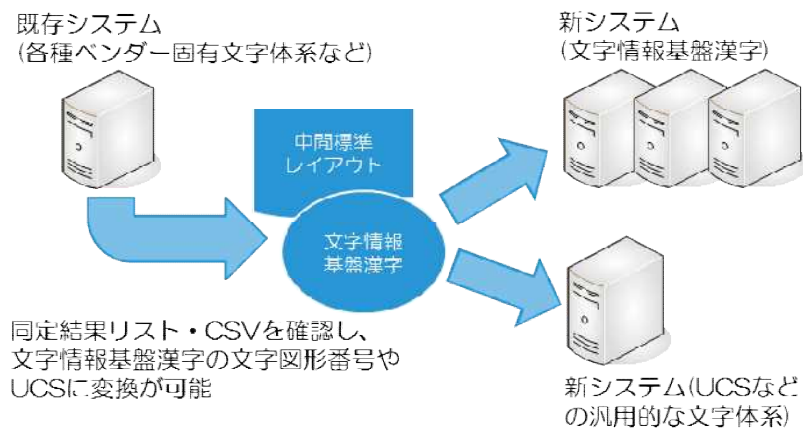 既存システム
(各種ベンダー固有文字体系など)
新システム
(文字情報基盤漢字)
中間標準
レイアウト
文字情報
基盤漢字
同定結果リスト・CSVを確認し、
文字情報基盤漢字の文字図形番号や
UCSに変換が可能
新システム(UCSなど
の汎用的な文字体系)